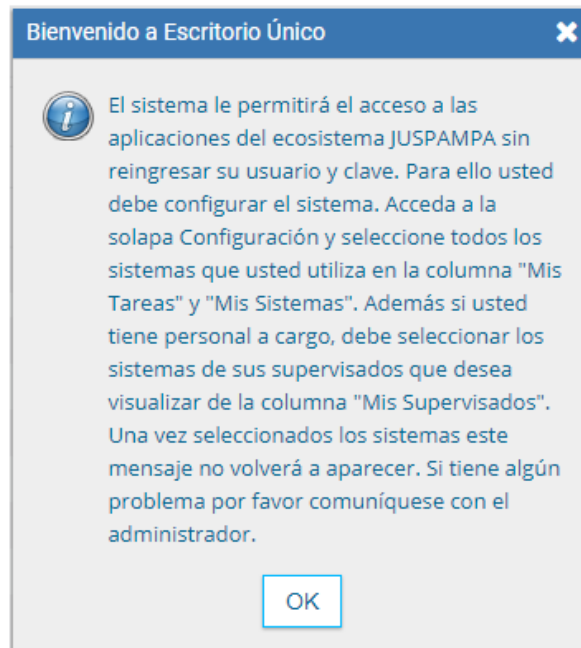 Bienvenido a Escritorio Único
El sistema le permitirá el acceso a las
aplicaciones del ecosistema JUSPAMPA sin
reingresar su usuario y clave. Para ello usted
debe configurar el sistema. Acceda a la
solapa Configuración y seleccione todos los
sistemas que usted utiliza en la columna "Mis
Tareas" y "Mis Sistemas". Además si usted
tiene personal a cargo, debe seleccionar los
sistemas de sus supervisados que desea
visualizar de la columna "Mis Supervisados".
Una vez seleccionados los sistemas este
mensaje no volverá a aparecer. Si tiene algún
problema por favor comuníquese con el
administrador.
OK